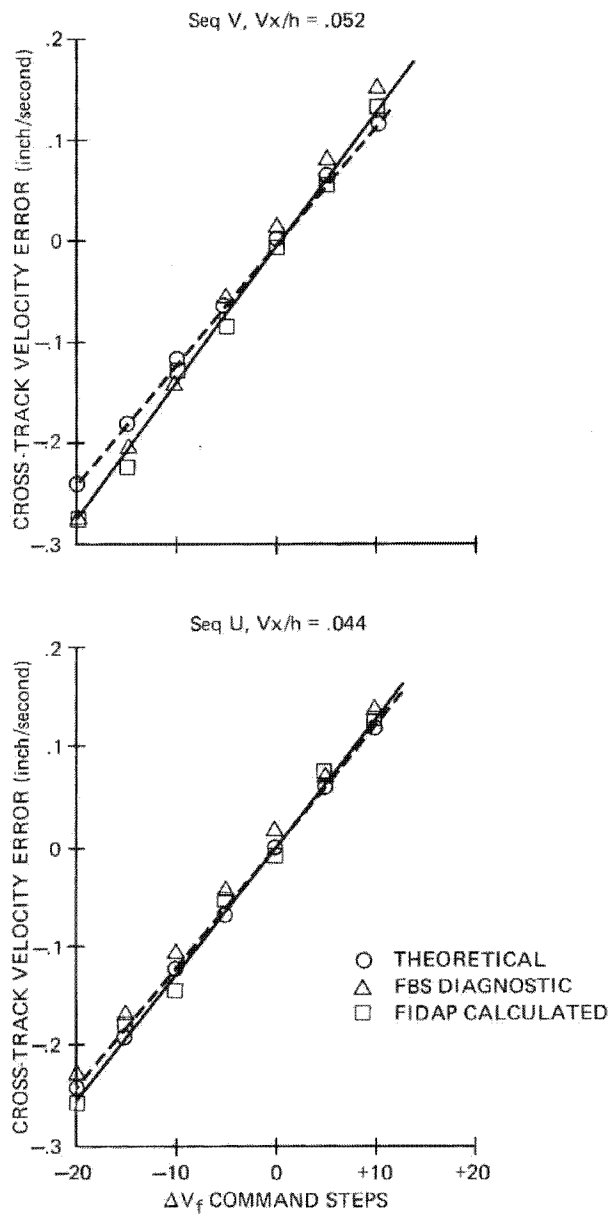 Seq V, Vx/h = .052
CROSS-TRACK VELOCITY ERROR (inch/second)
.2
.1
0
-.1
-.2
-.3
Seq U, Vx/h = .044
CROSS-TRACK VELOCITY ERROR (inch/second)
.2
.1
0
-.1
-.2
-.3
THEORETICAL
FBS DIAGNOSTIC
FIDAP CALCULATED
-20 -10 0 +10 +20
ΔVf COMMAND STEPS